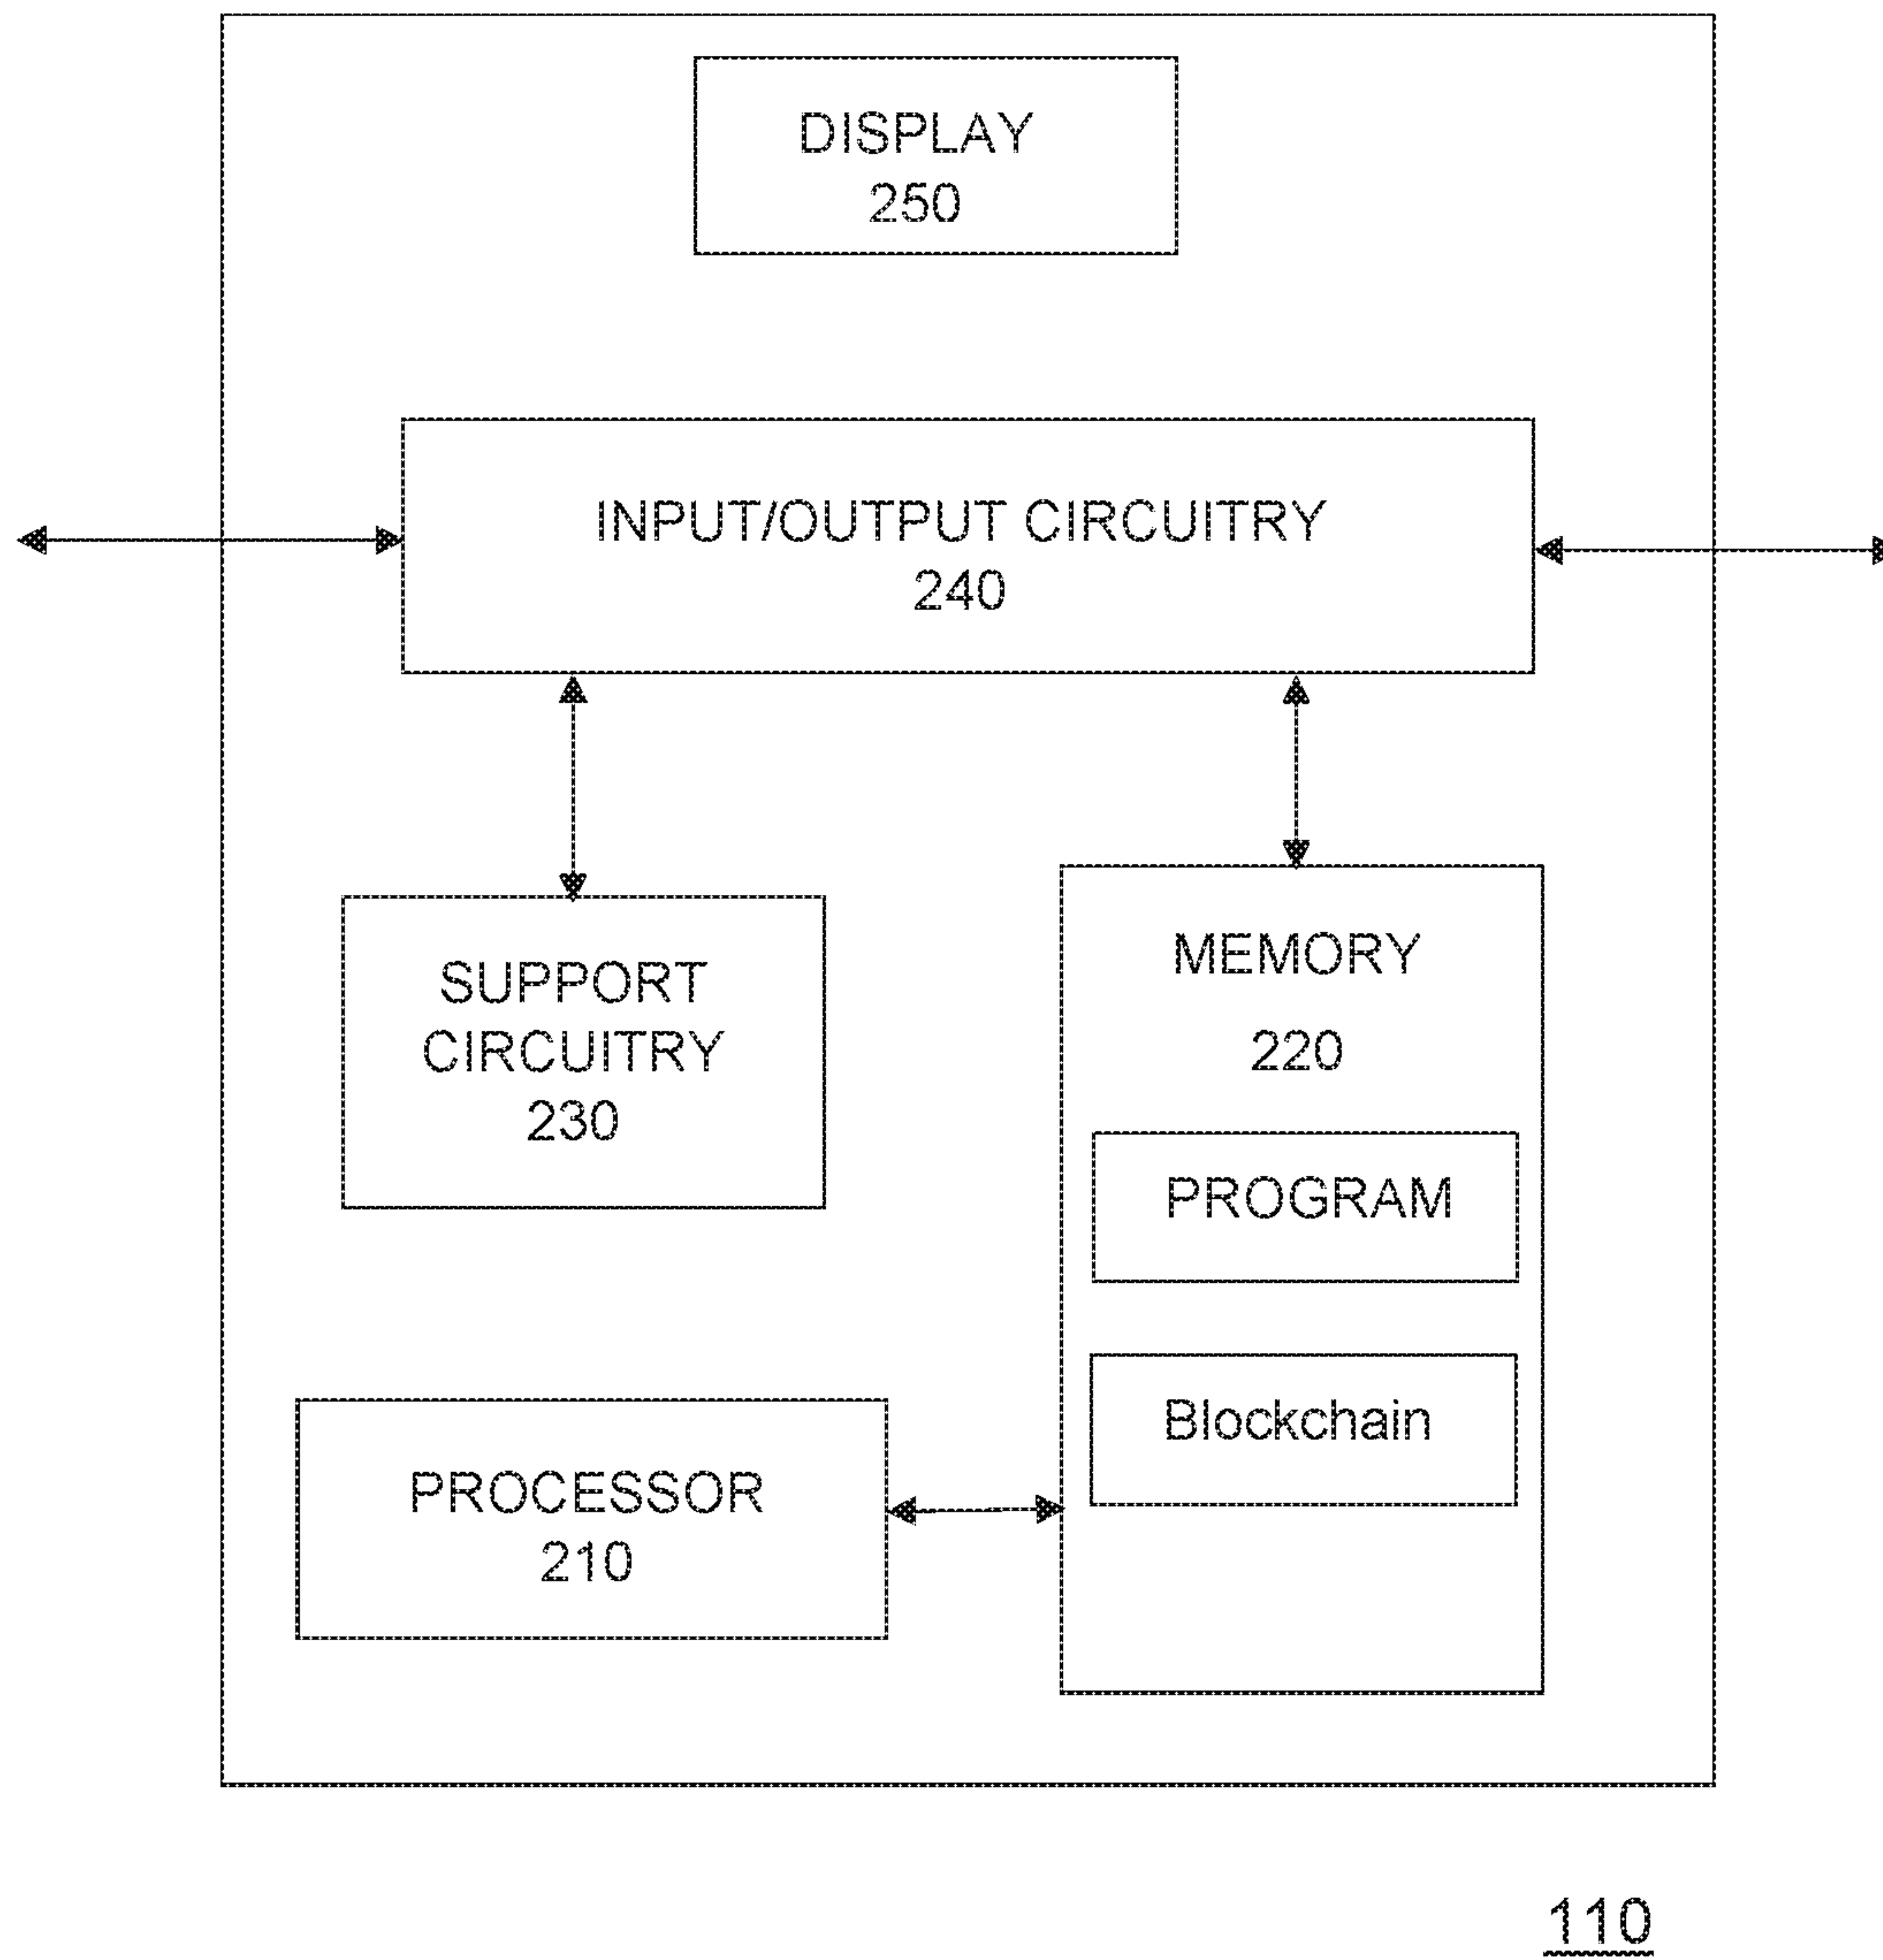 DISPLAY
250
INPUT/OUTPUT CIRCUITRY
240
SUPPORT
CIRCUITRY
230
MEMORY
220
PROGRAM
Blockchain
PROCESSOR
210
110